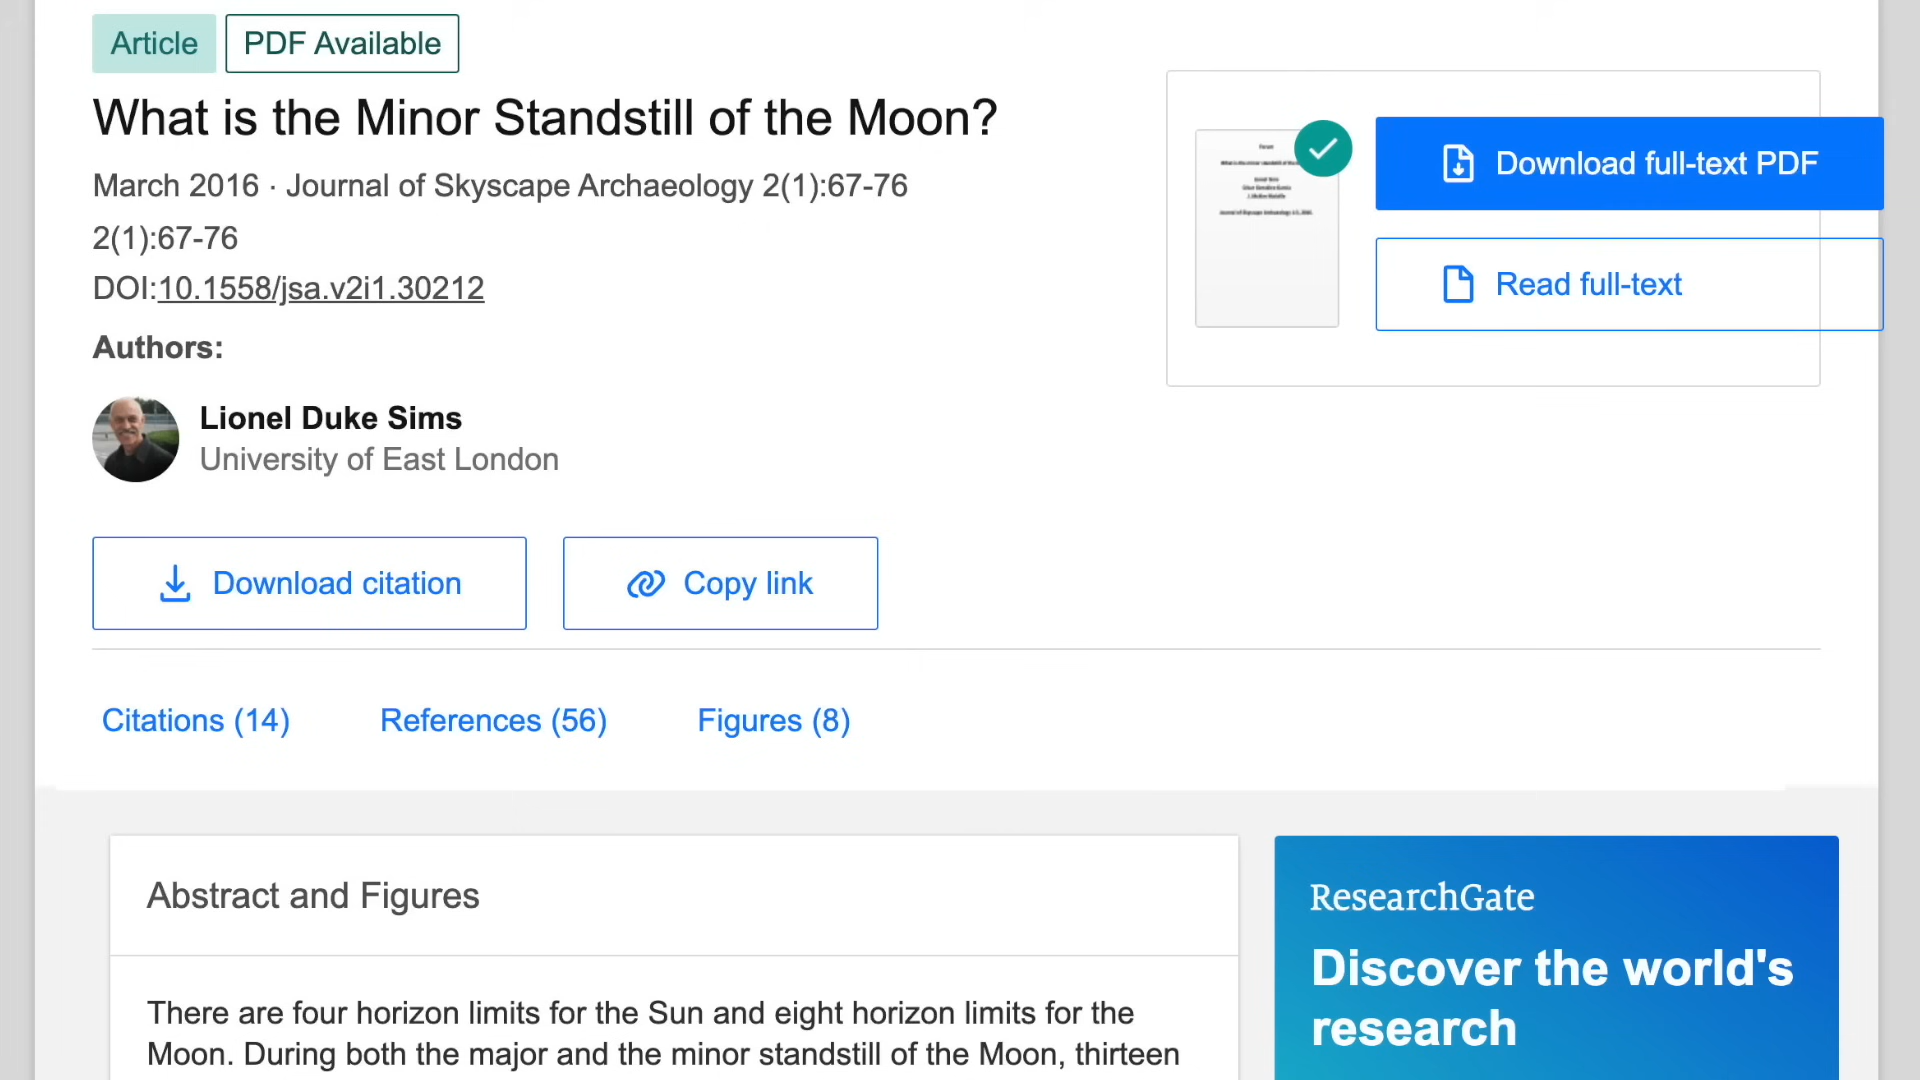 Article
PDF Available
What is the Minor Standstill of the Moon?
March 2016 · Journal of Skyscape Archaeology 2(1):67-76
2(1):67-76
DOI:10.1558/jsa.v2i1.30212
Authors:
Lionel Duke Sims
University of East London
Download citation
Copy link
Download full-text PDF
Read full-text
Citations (14)
References (56)
Figures (8)
Abstract and Figures
There are four horizon limits for the Sun and eight horizon limits for the
Moon. During both the major and the minor standstill of the Moon, thirteen
ResearchGate
Discover the world's
research